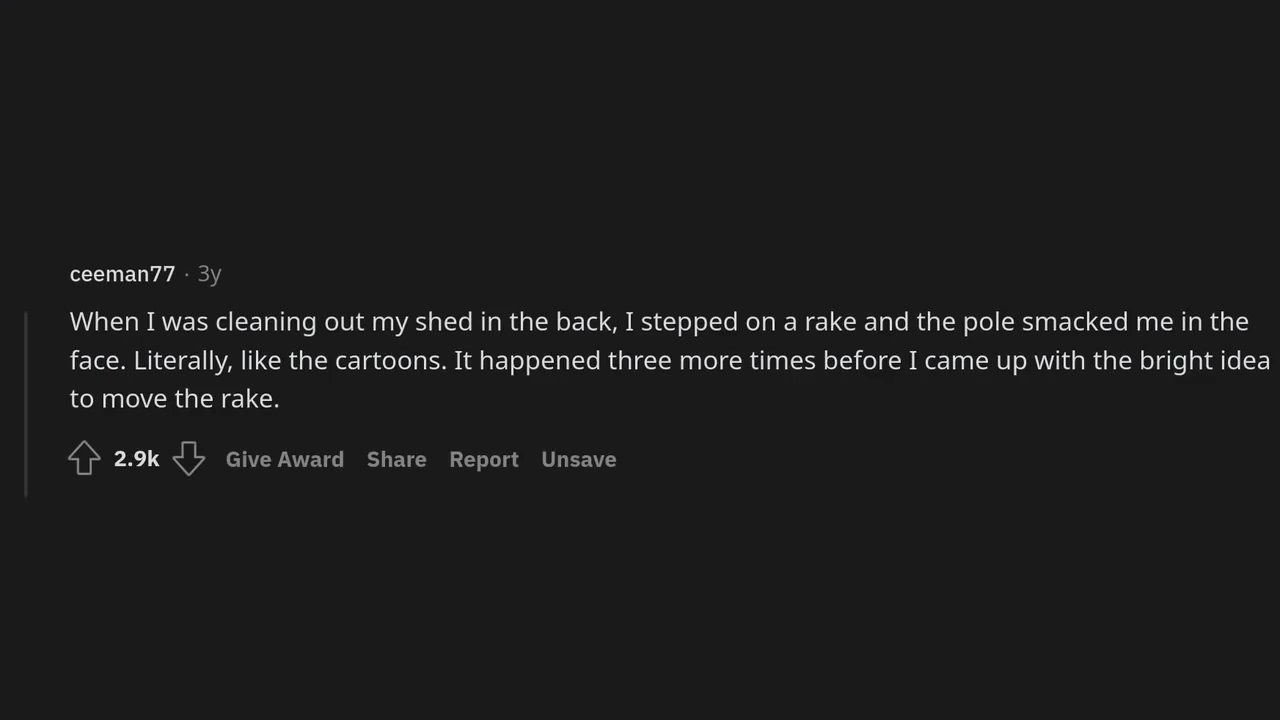 ceeman77 · 3y
When I was cleaning out my shed in the back, I stepped on a rake and the pole smacked me in the
face. Literally, like the cartoons. It happened three more times before I came up with the bright idea
to move the rake.
2.9k Give Award Share Report Unsave